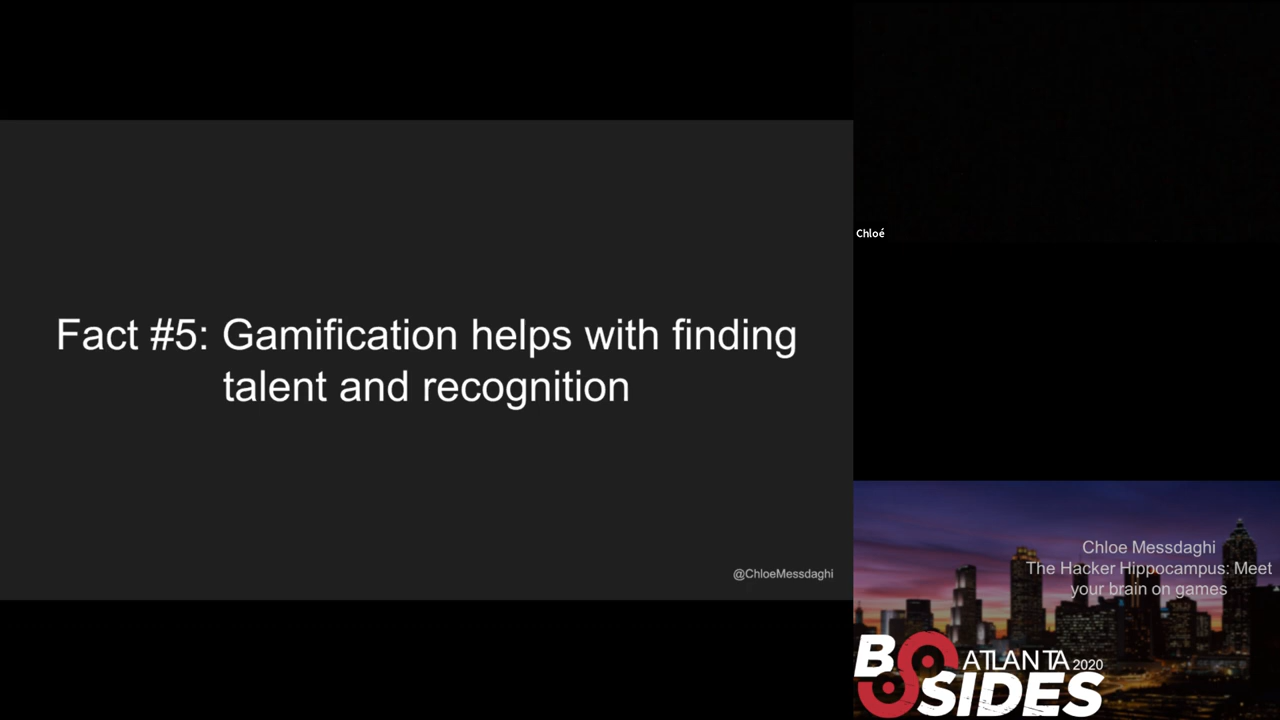 Fact #5: Gamification helps with finding
talent and recognition
@ChloeMessdaghi
Chloé
Chloe Messdaghi
The Hacker Hippocampus: Meet
your brain on games
BSIDES
ATLANTA 2020